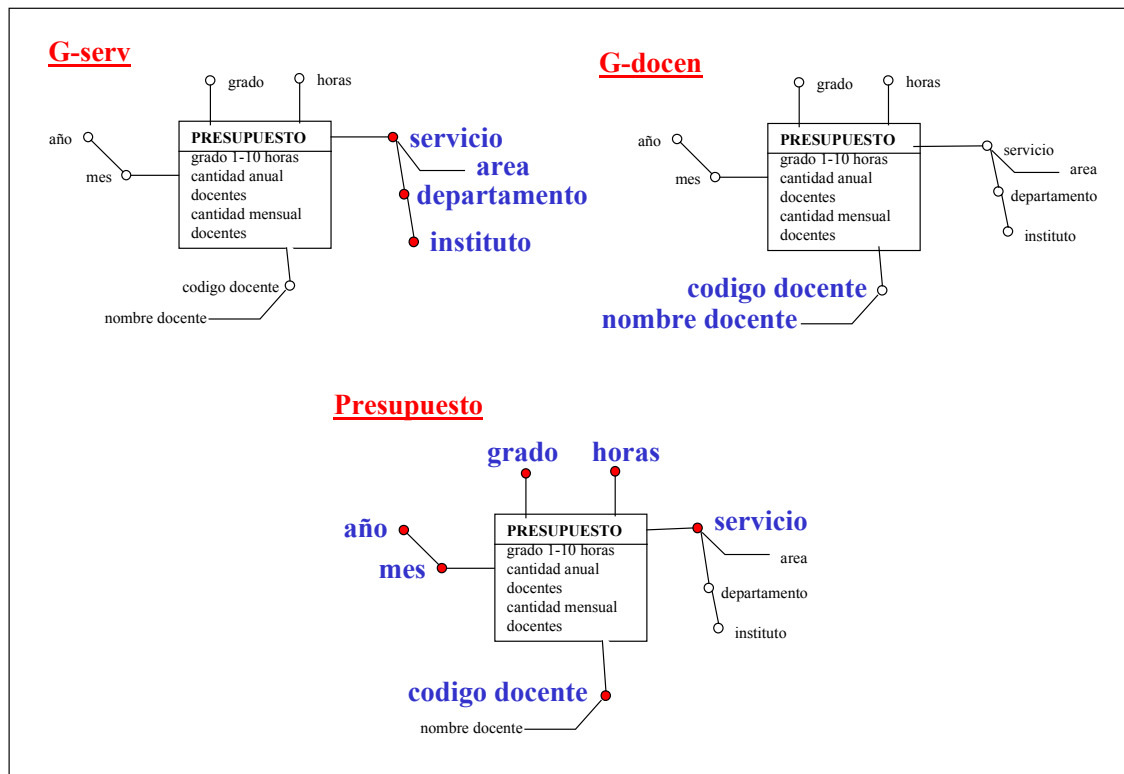 G-serv
grado
horas
año
mes
PRESUPUESTO
grado 1-10 horas
cantidad anual
docentes
cantidad mensual
docentes
servicio
area
departamento
instituto
codigo docente
nombre docente
G-docen
grado
horas
año
mes
PRESUPUESTO
grado 1-10 horas
cantidad anual
docentes
cantidad mensual
docentes
servicio
area
departamento
instituto
codigo docente
nombre docente
Presupuesto
grado
horas
año
mes
PRESUPUESTO
grado 1-10 horas
cantidad anual
docentes
cantidad mensual
docentes
servicio
area
departamento
instituto
codigo docente
nombre docente